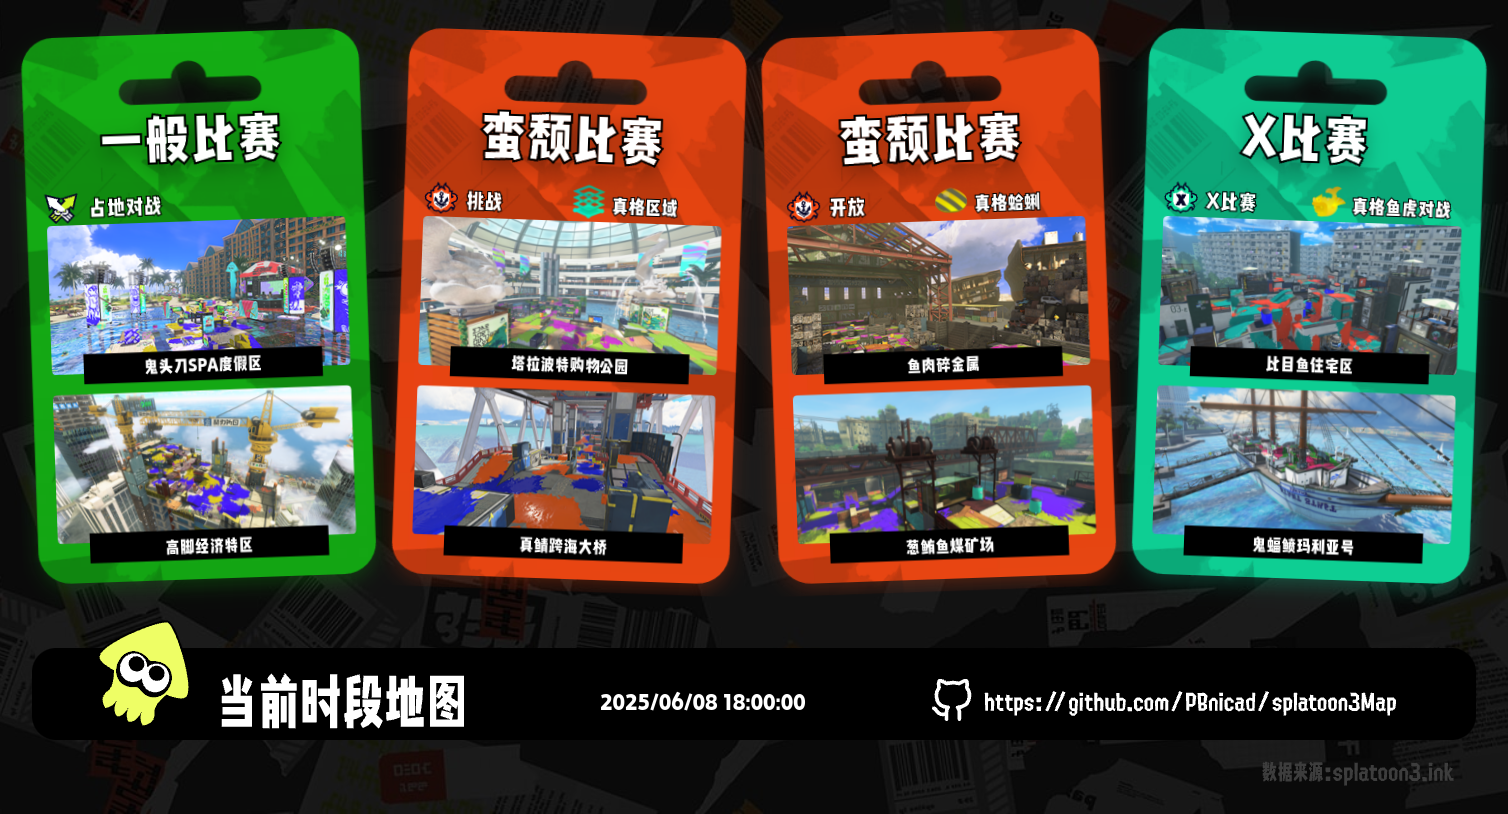 一般比赛
占地对战
鬼头刀SPA度假区
高脚经济特区
蛮颓比赛
挑战
真格区域
塔拉波特购物公园
真鲭跨海大桥
蛮颓比赛
开放
真格蛤蜊
鱼肉碎金属
葱鲔鱼煤矿场
X比赛
X比赛
真格鱼虎对战
比目鱼住宅区
鬼蝠鲼玛利亚号
当前时段地图
2025/06/08 18:00:00
https://github.com/PBnicad/splatoon3Map
数据来源:splatoon3.ink